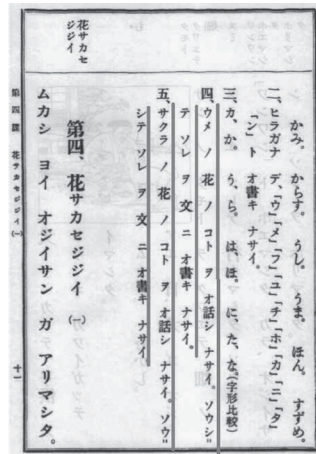 かみ。からす。うし。うま。ほん。すずめ。
二、ヒラガナ デ、「ウ」「メ」「フ」「ユ」「チ」「ホ」「カ」「ニ」「タ」
「ン」ト オ書キ ナサイ。
三、カ、か。う、ら。は、ほ。に、た、な。(字形比較)
四、ウメ ノ 花 ノ コト ヲ オ話シ ナサイ。ソウシ
テ ソレ ヲ 文 ニ オ書キ ナサイ。
五、サクラ ノ 花 ノ コト ヲ オ話シ ナサイ。ソウ
シテ ソレ ヲ 文 ニ オ書キ ナサイ。
第四、花サカセジジイ (一)
ムカシ ヨイ オジイサン ガ アリマシタ。
花サカセ
ジジイ
第四課 花サカセジジイ(一)
十一